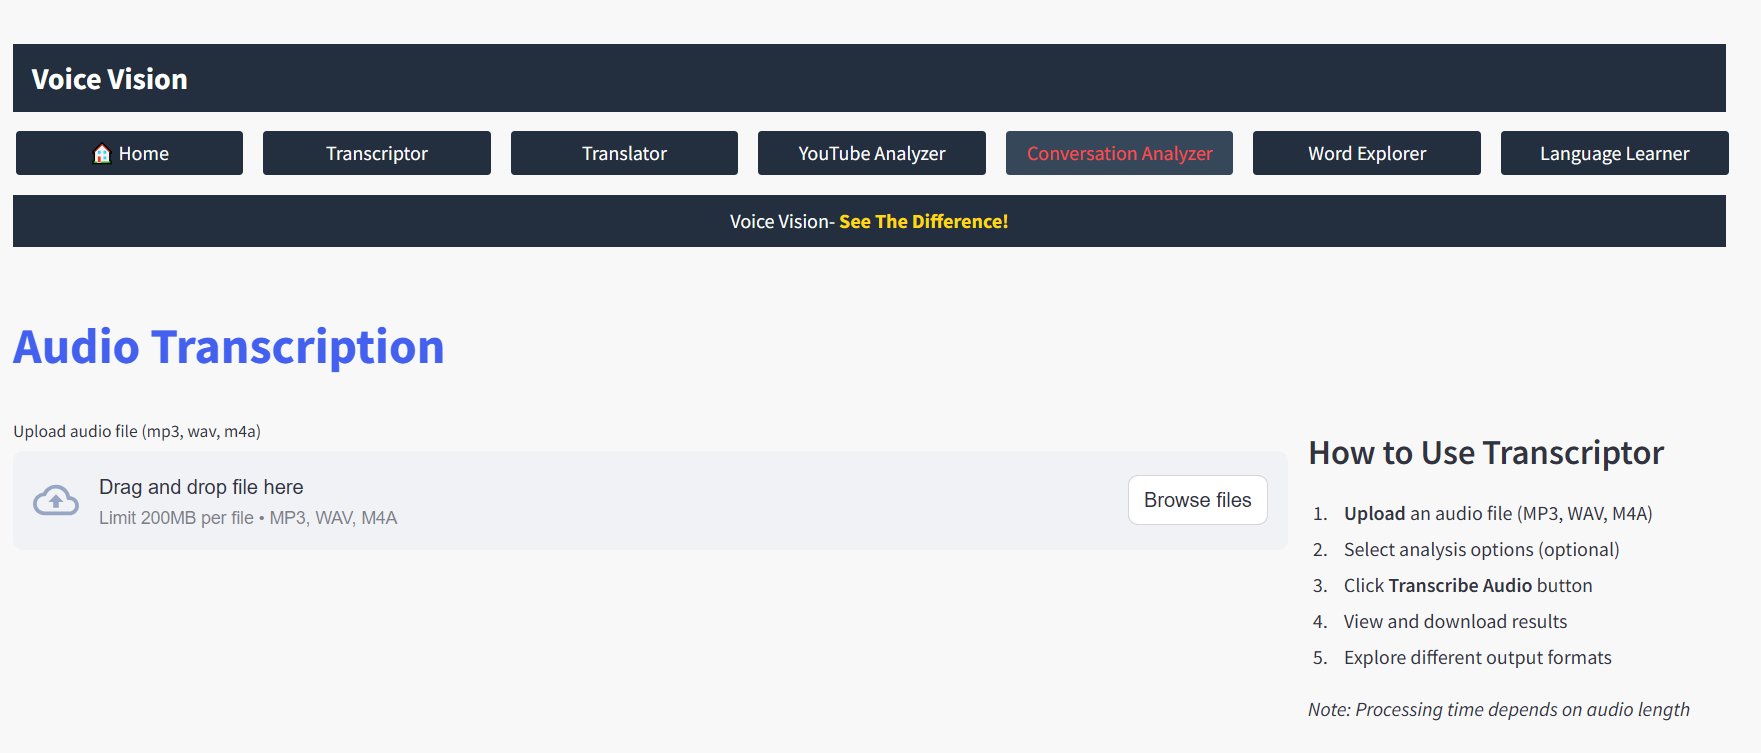 Voice Vision
🏠 Home
Transcriptor
Translator
YouTube Analyzer
Conversation Analyzer
Word Explorer
Language Learner
Voice Vision- See The Difference!
Audio Transcription
Upload audio file (mp3, wav, m4a)
Drag and drop file here
Limit 200MB per file • MP3, WAV, M4A
Browse files
How to Use Transcriptor
1. Upload an audio file (MP3, WAV, M4A)
2. Select analysis options (optional)
3. Click Transcribe Audio button
4. View and download results
5. Explore different output formats
Note: Processing time depends on audio length